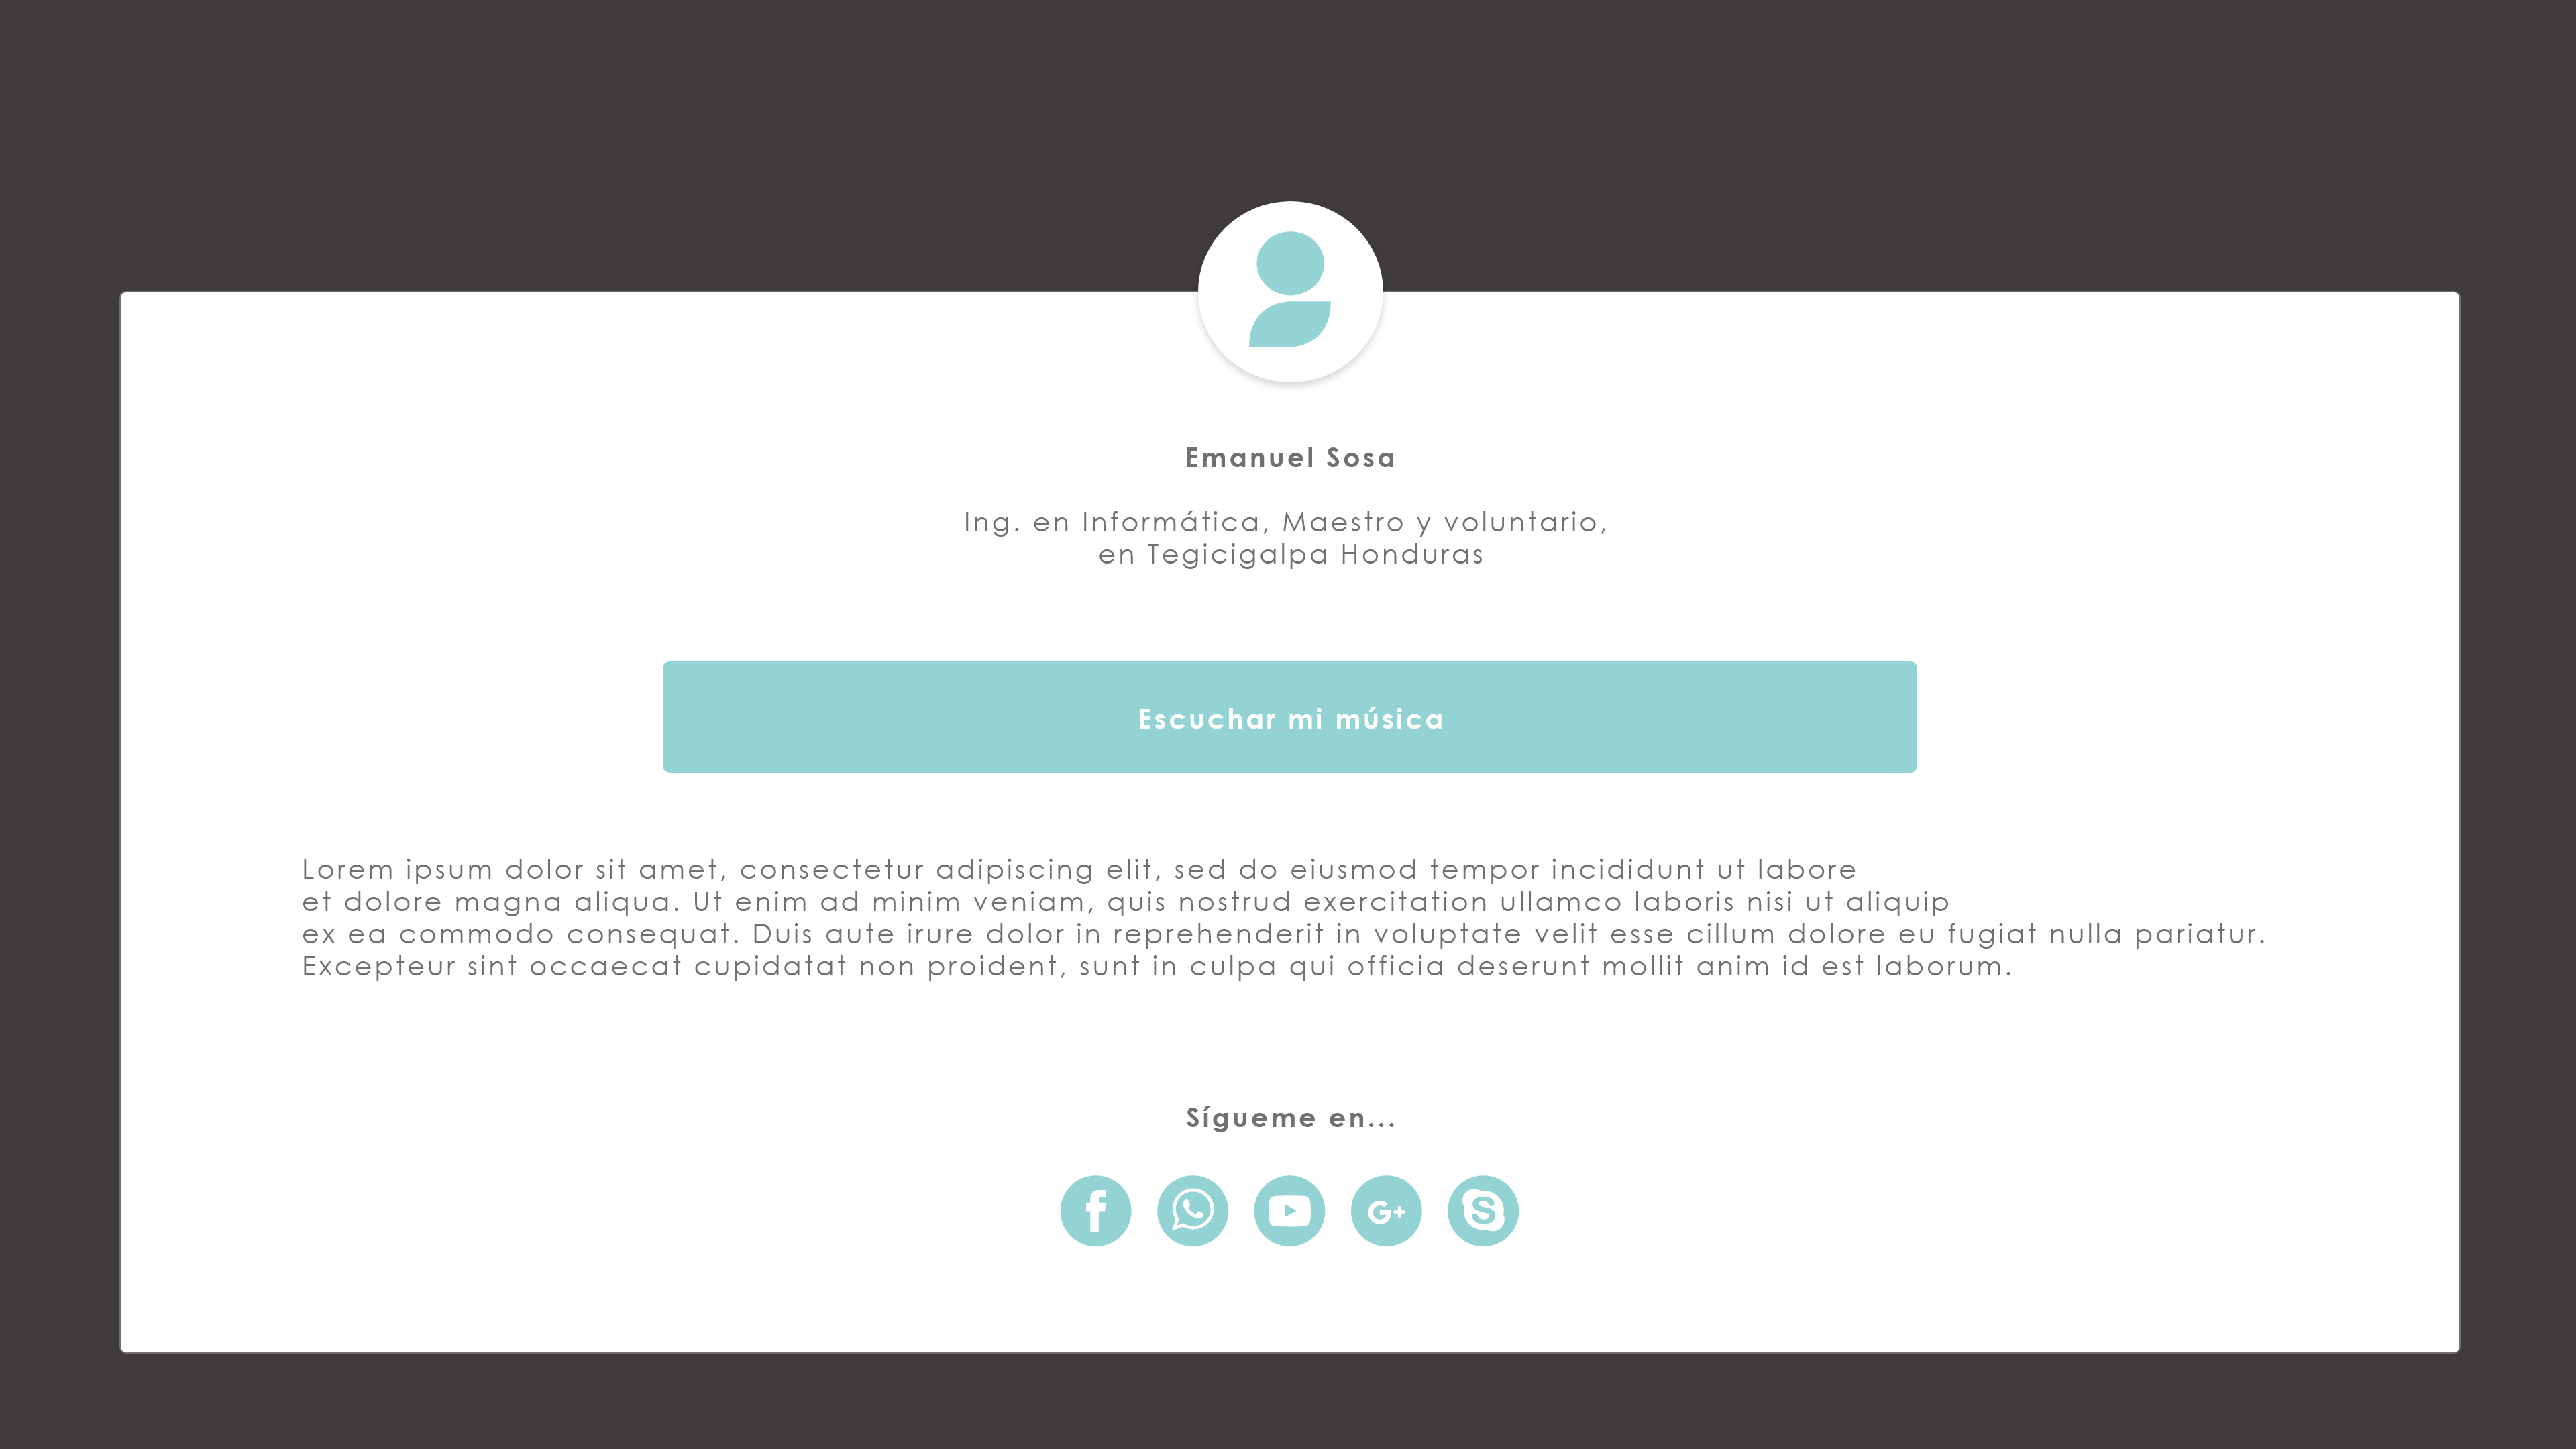 Emanuel Sosa
Ing. en Informática, Maestro y voluntario,
en Tegicigalpa Honduras
Escuchar mi música
Lorem ipsum dolor sit amet, consectetur adipiscing elit, sed do eiusmod tempor incididunt ut labore
et dolore magna aliqua. Ut enim ad minim veniam, quis nostrud exercitation ullamco laboris nisi ut aliquip
ex ea commodo consequat. Duis aute irure dolor in reprehenderit in voluptate velit esse cillum dolore eu fugiat nulla pariatur.
Excepteur sint occaecat cupidatat non proident, sunt in culpa qui officia deserunt mollit anim id est laborum.
Sígueme en...
f G+ S